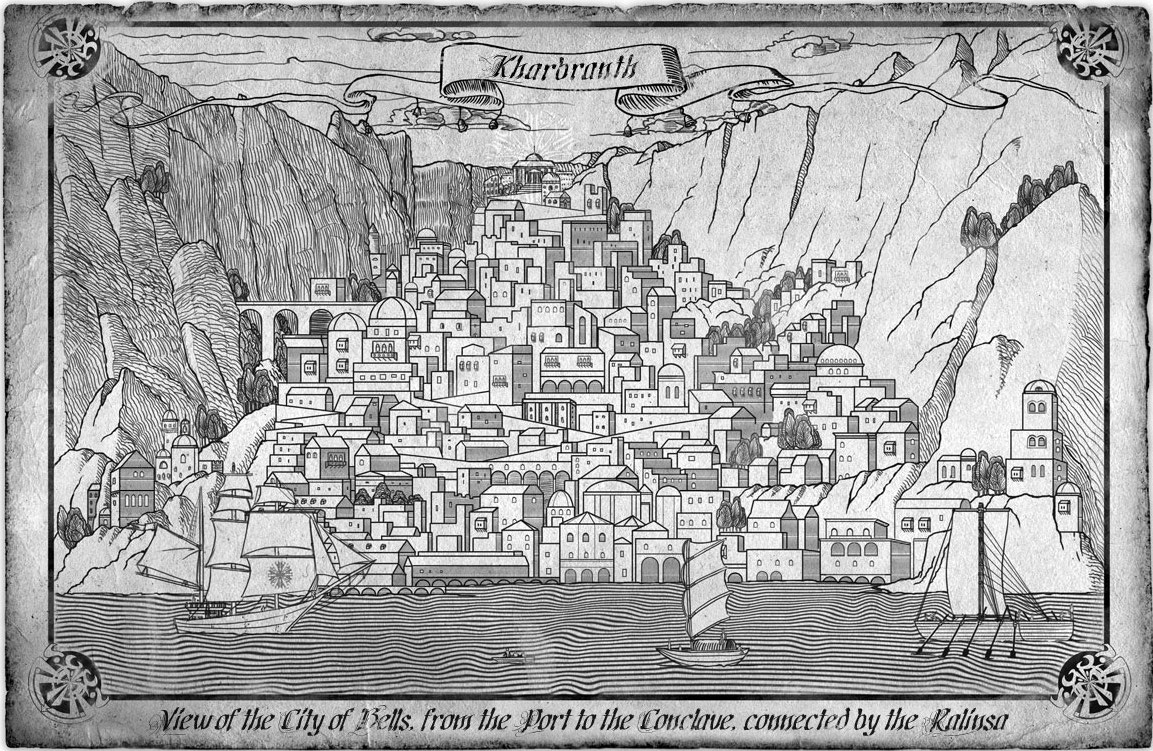 Kharbranth
View of the City of Bells, from the Port to the Conclave, connected by the Ralinsa